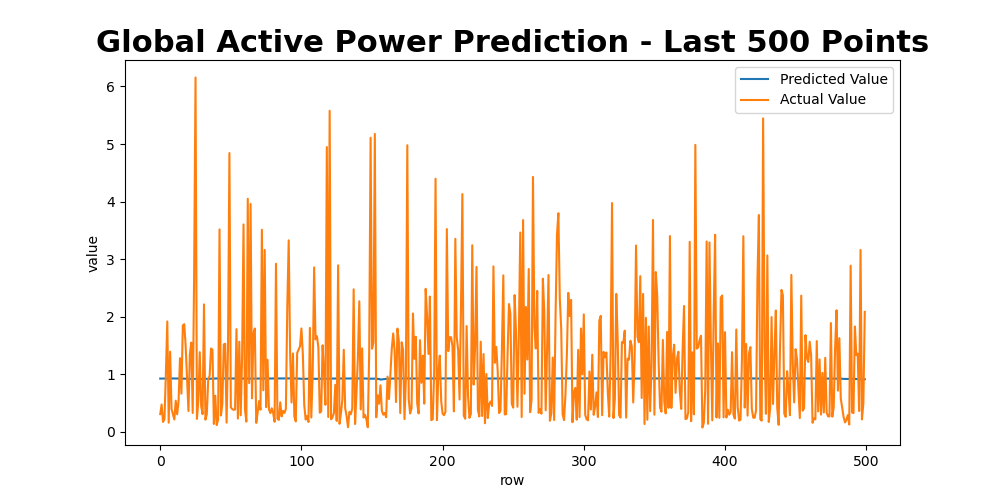 Global Active Power Prediction - Last 500 Points
Predicted Value
Actual Value
6
5
4
3
2
1
0
value
0 100 200 300 400 500
row